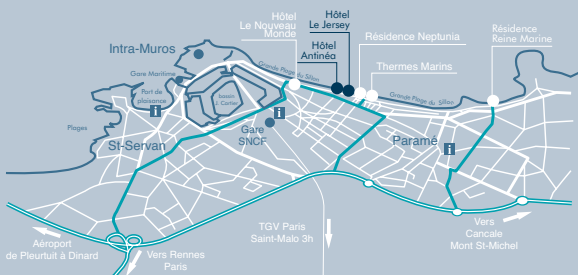 Hôtel
Le Nouveau
Monde
Hôtel
Le Jersey
Hôtel
Antinéa
Résidence Neptunia
Thermes Marins
Résidence
Reine Marine
Intra-Muros
Gare Maritime
Port de
plaisance
i
Bassin
J. Cartier
Grande Plage du Sillon
Grande Plage du Sillon
Plages
St-Servan
i
Gare
SNCF
Paramé
i
Aéroport
de Pleurtuit à Dinard
Vers Rennes
Paris
TGV Paris
Saint-Malo 3h
Vers
Cancale
Mont St-Michel